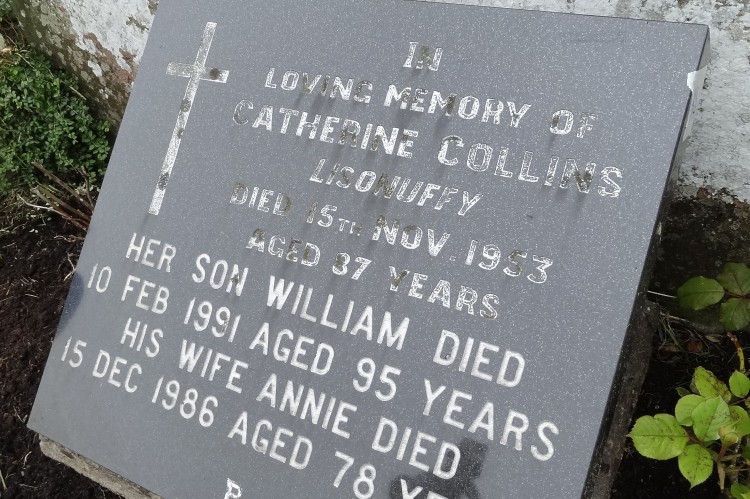 IN
LOVING MEMORY OF
CATHERINE COLLINS
LISONUFFY
DIED 15TH NOV. 1953
AGED 87 YEARS
HER SON WILLIAM DIED
10 FEB 1991 AGED 95 YEARS
HIS WIFE ANNIE DIED
15 DEC 1986 AGED 78 YE
R